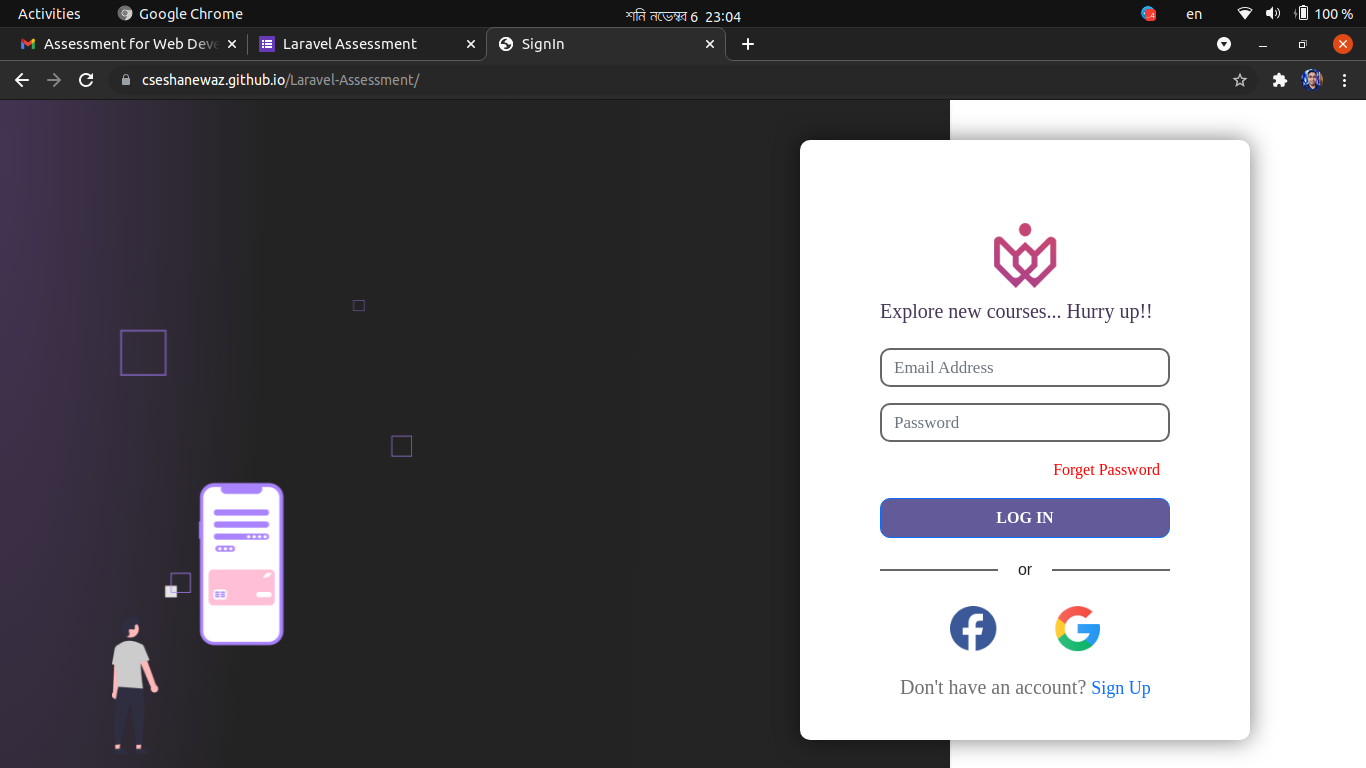 Activities
Google Chrome
শনি নভেম্বর 6 23:04
en
100 %
Assessment for Web Deve
Laravel Assessment
SignIn
cseshanewaz.github.io/Laravel-Assessment/
Explore new courses... Hurry up!!
Email Address
Password
Forget Password
LOG IN
or
Don't have an account? Sign Up